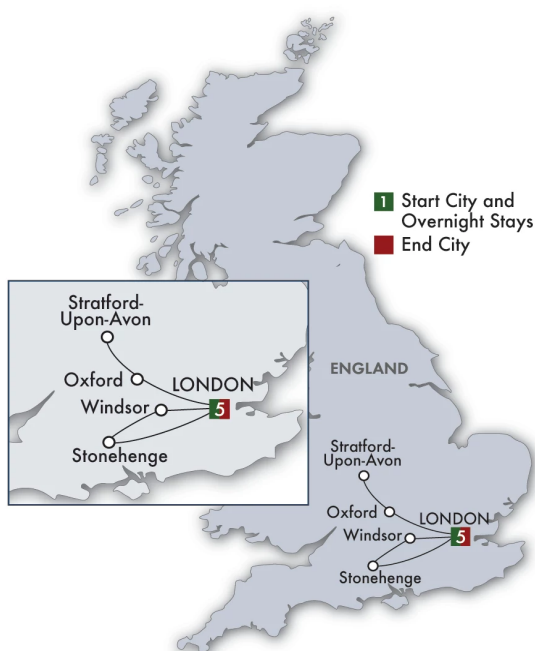 1 Start City and
Overnight Stays
End City
Stratford-
Upon-Avon
Oxford
LONDON
5
Windsor
Stonehenge
ENGLAND
Stratford-
Upon-Avon
Oxford
LONDON
Windsor
5
Stonehenge